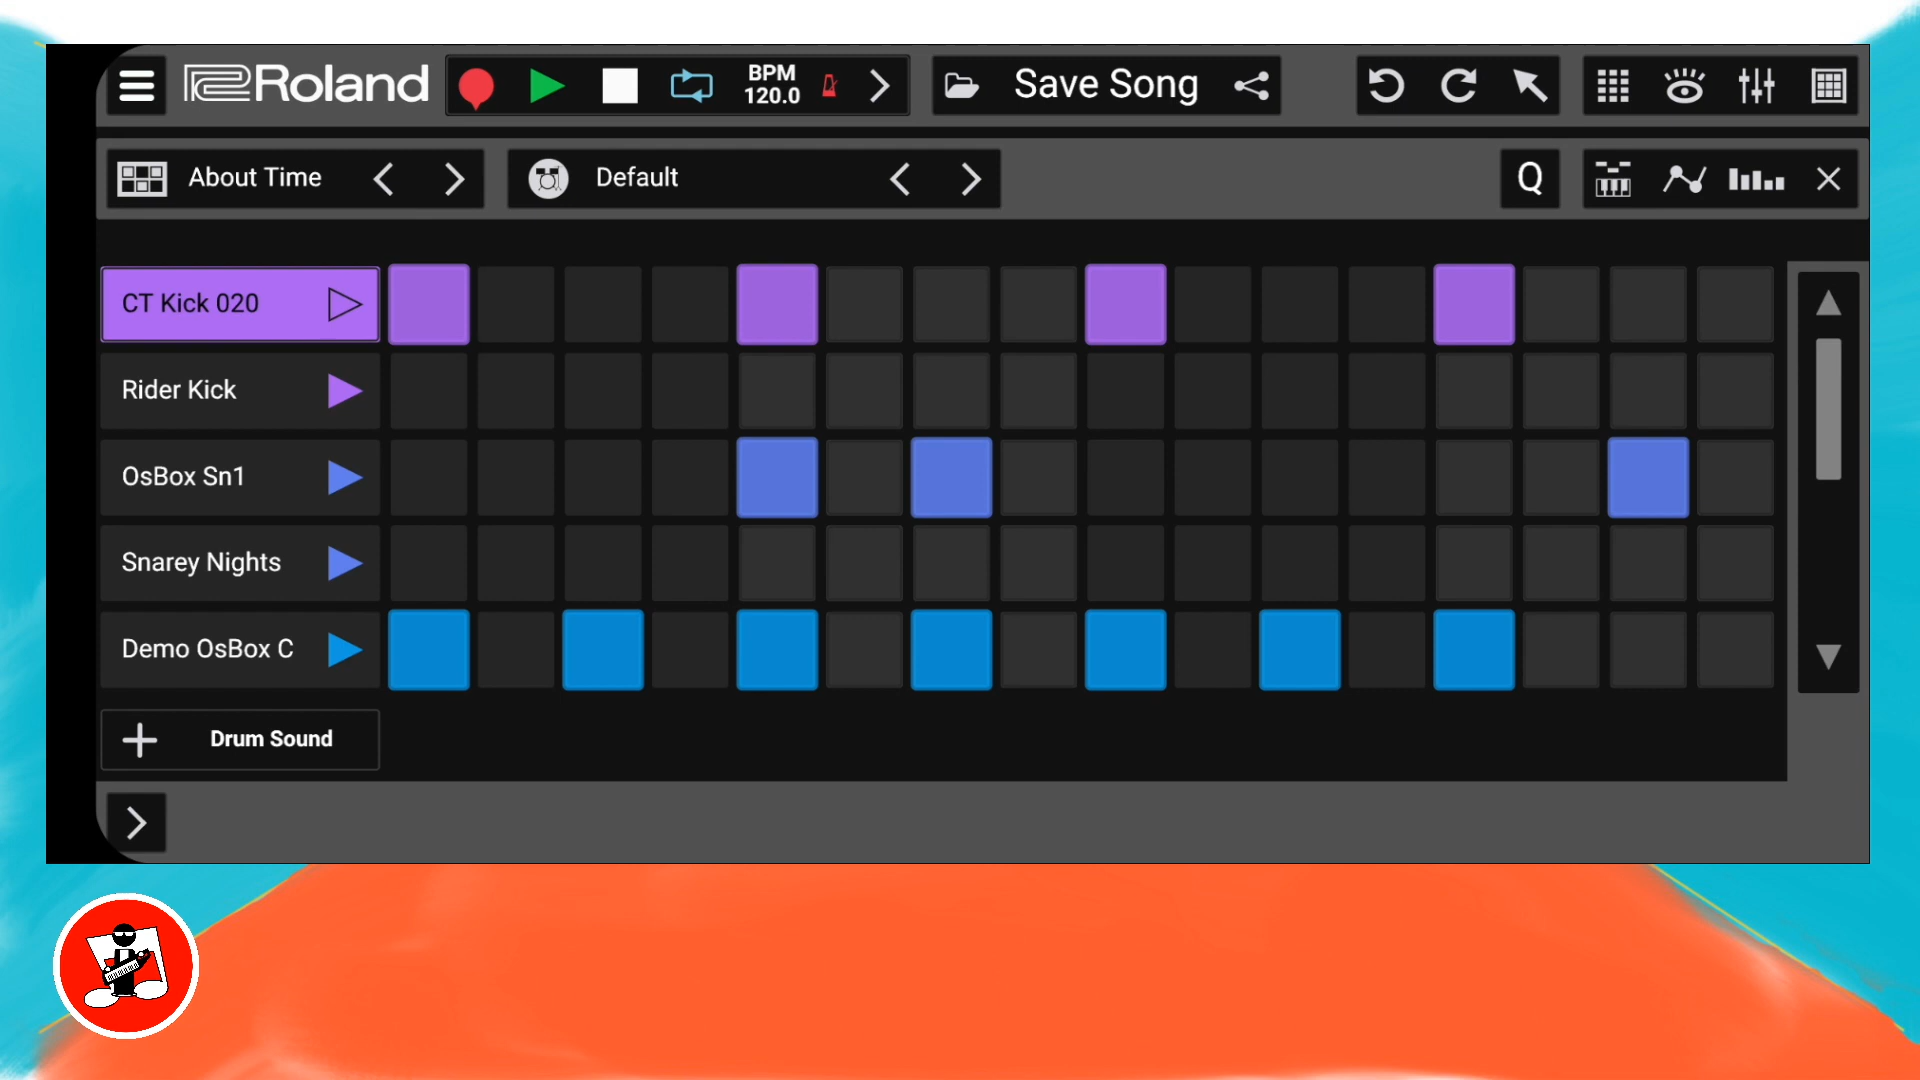 Roland
BPM
120.0
Save Song
About Time
Default
Q
CT Kick 020
Rider Kick
OsBox Sn1
Snarey Nights
Demo OsBox C
Drum Sound